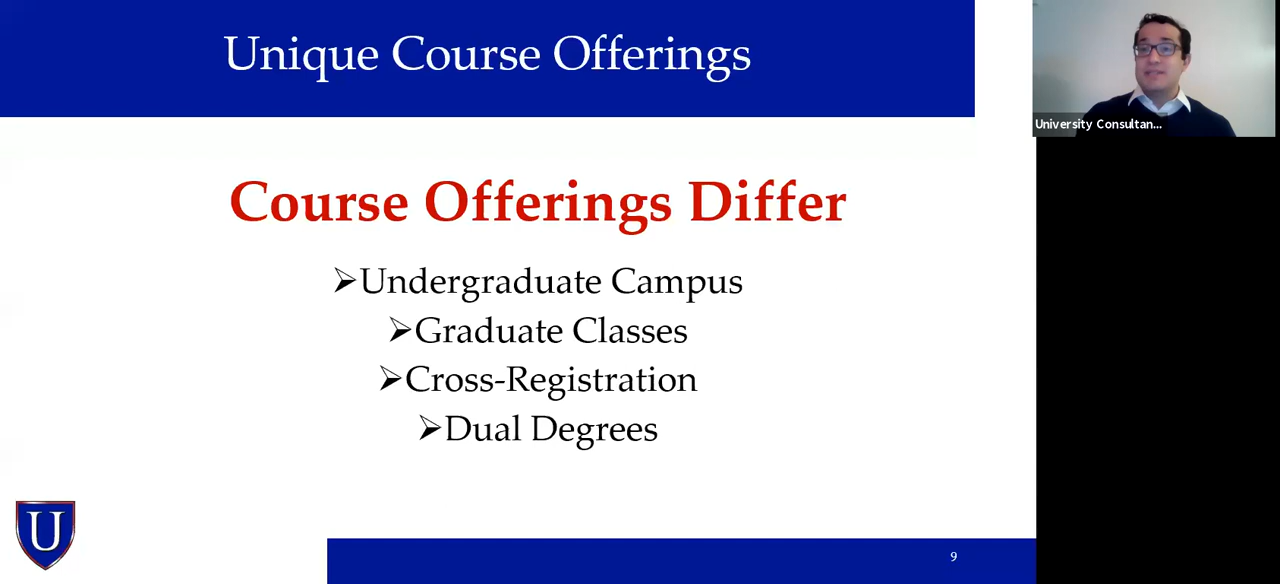 Unique Course Offerings
University Consultan...
Course Offerings Differ
➢Undergraduate Campus
➢Graduate Classes
➢Cross-Registration
➢Dual Degrees
U
9